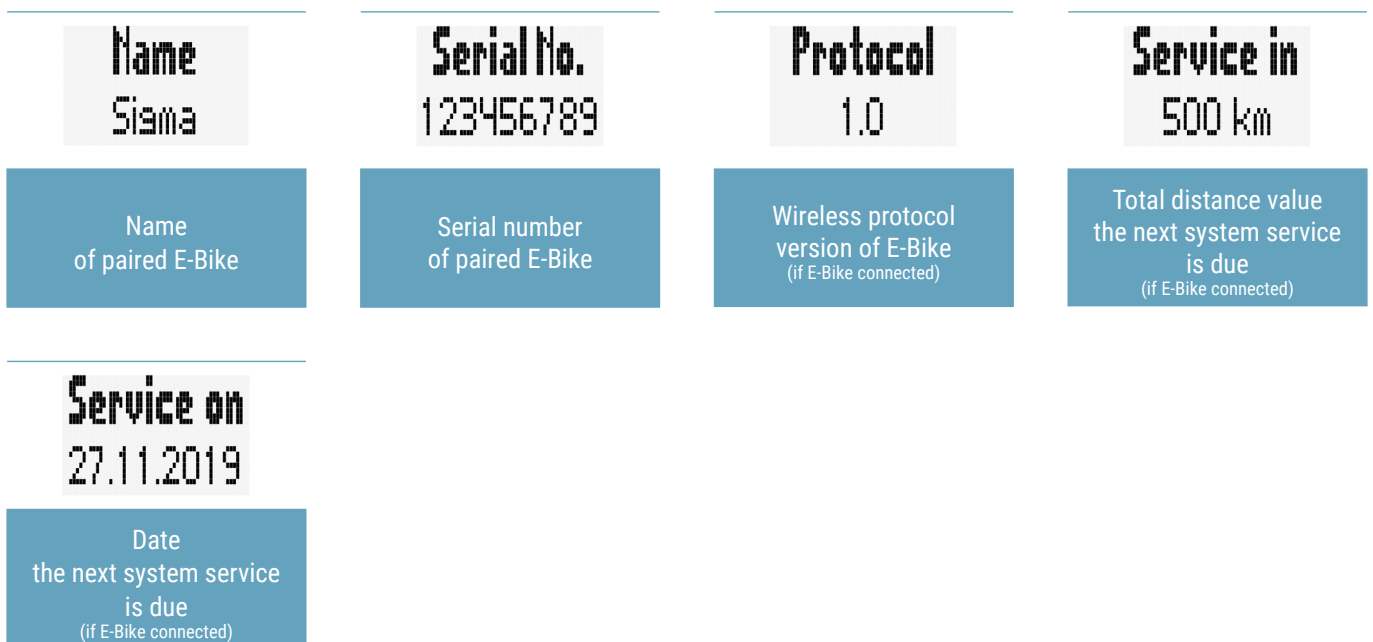 Name
Sigma
Name
of paired E-Bike
Serial No.
123456789
Serial number
of paired E-Bike
Protocol
1.0
Wireless protocol
version of E-Bike
(if E-Bike connected)
Service in
500 km
Total distance value
the next system service
is due
(if E-Bike connected)
Service on
27.11.2019
Date
the next system service
is due
(if E-Bike connected)